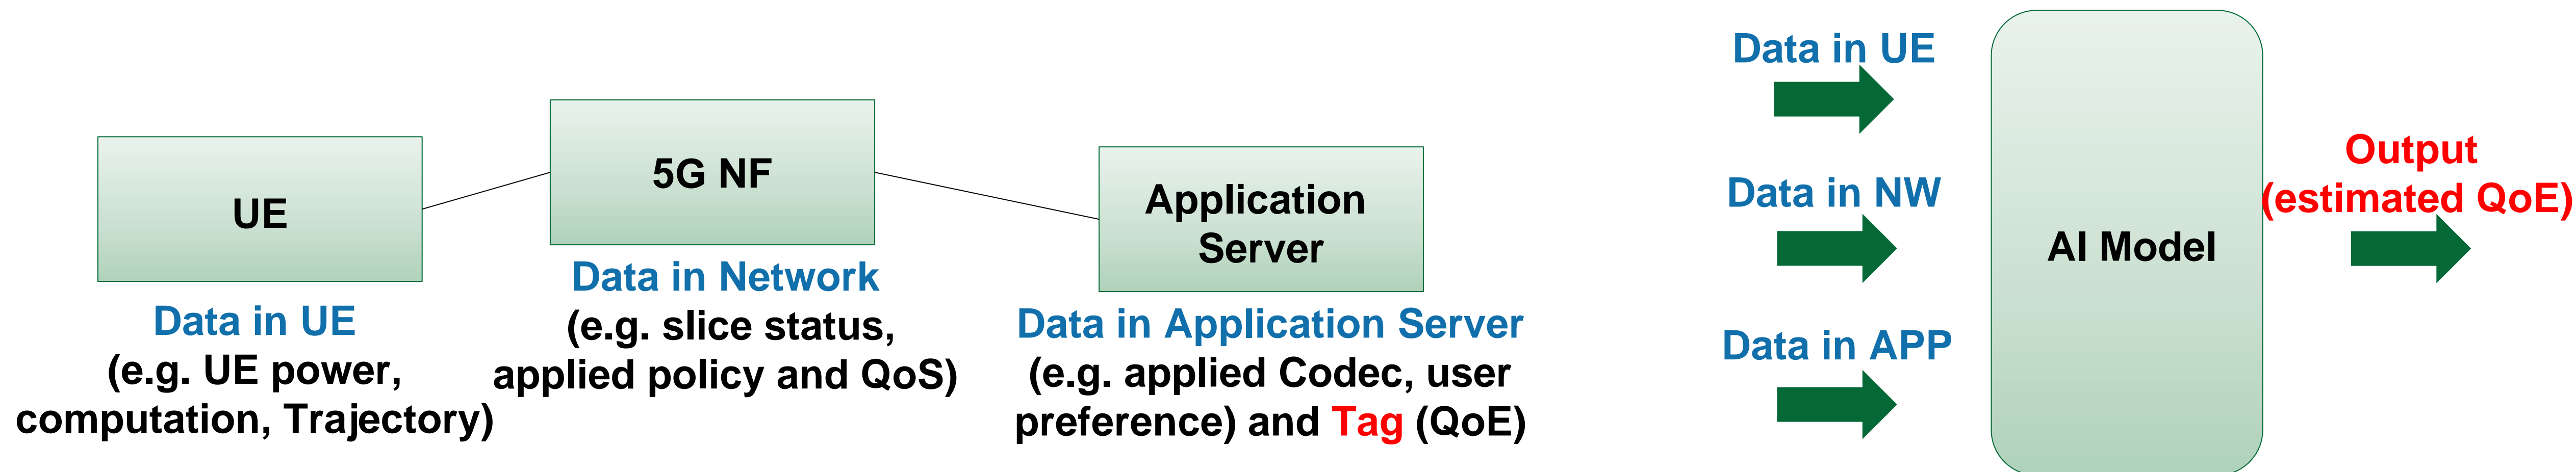 UE
Data in UE
(e.g. UE power,
computation, Trajectory)
5G NF
Data in Network
(e.g. slice status,
applied policy and QoS)
Application
Server
Data in Application Server
(e.g. applied Codec, user
preference) and Tag (QoE)
Data in UE
Data in NW
Data in APP
AI Model
Output
(estimated QoE)